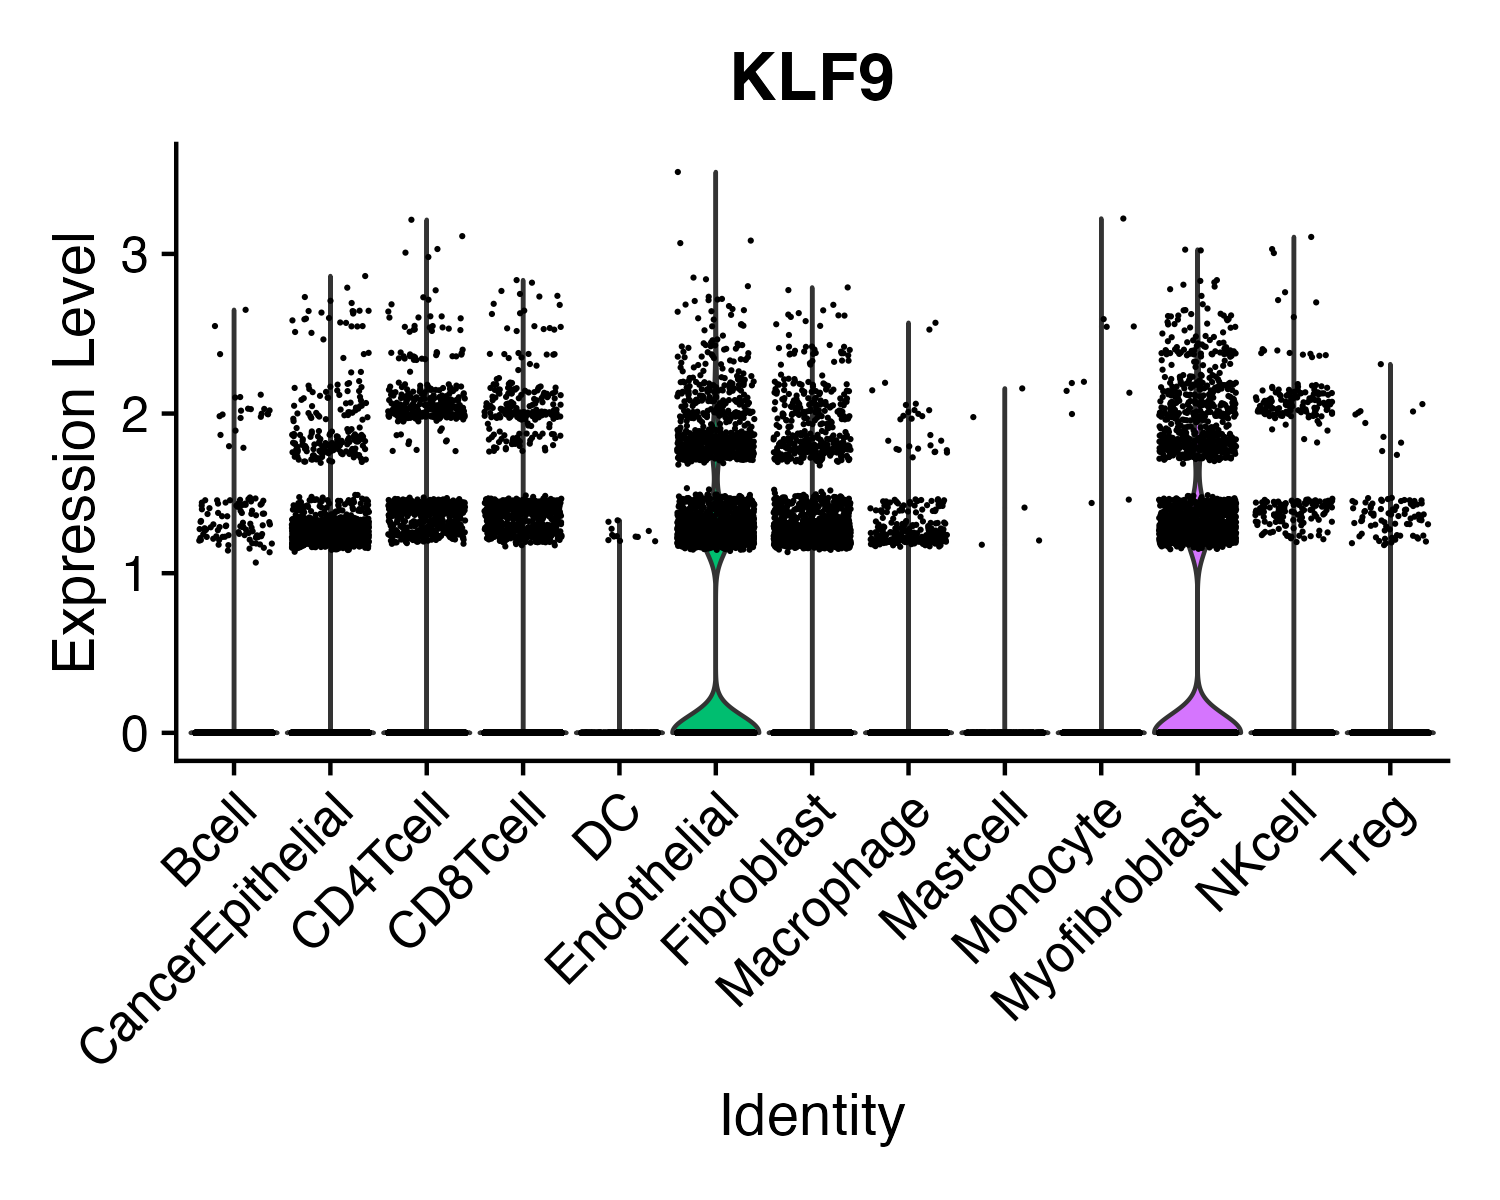 KLF9
Expression Level
3
2
1
0
Bcell
CancerEpithelial
CD4Tcell
CD8Tcell
DC
Endothelial
Fibroblast
Macrophage
Mastcell
Monocyte
Myofibroblast
NKcell
Treg
Identity